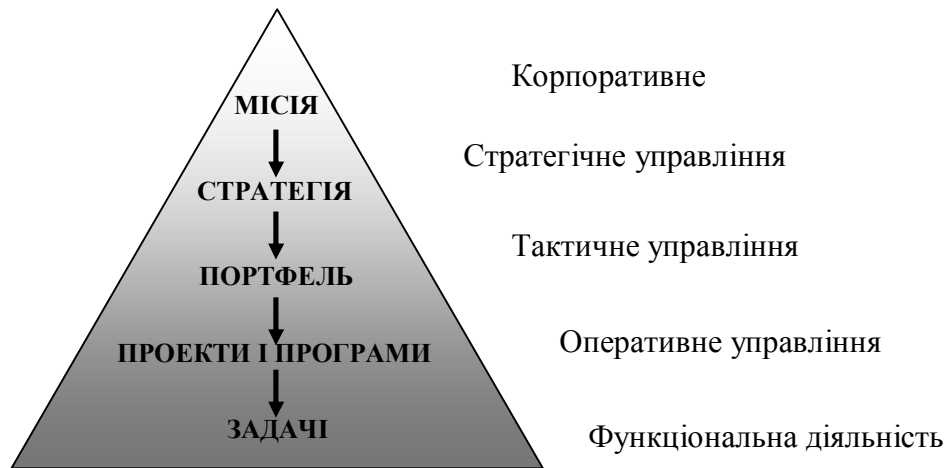 Корпоративне
МІСІЯ
Стратегічне управління
СТРАТЕГІЯ
Тактичне управління
ПОРТФЕЛЬ
Оперативне управління
ПРОЕКТИ І ПРОГРАМИ
ЗАДАЧІ
Функціональна діяльність